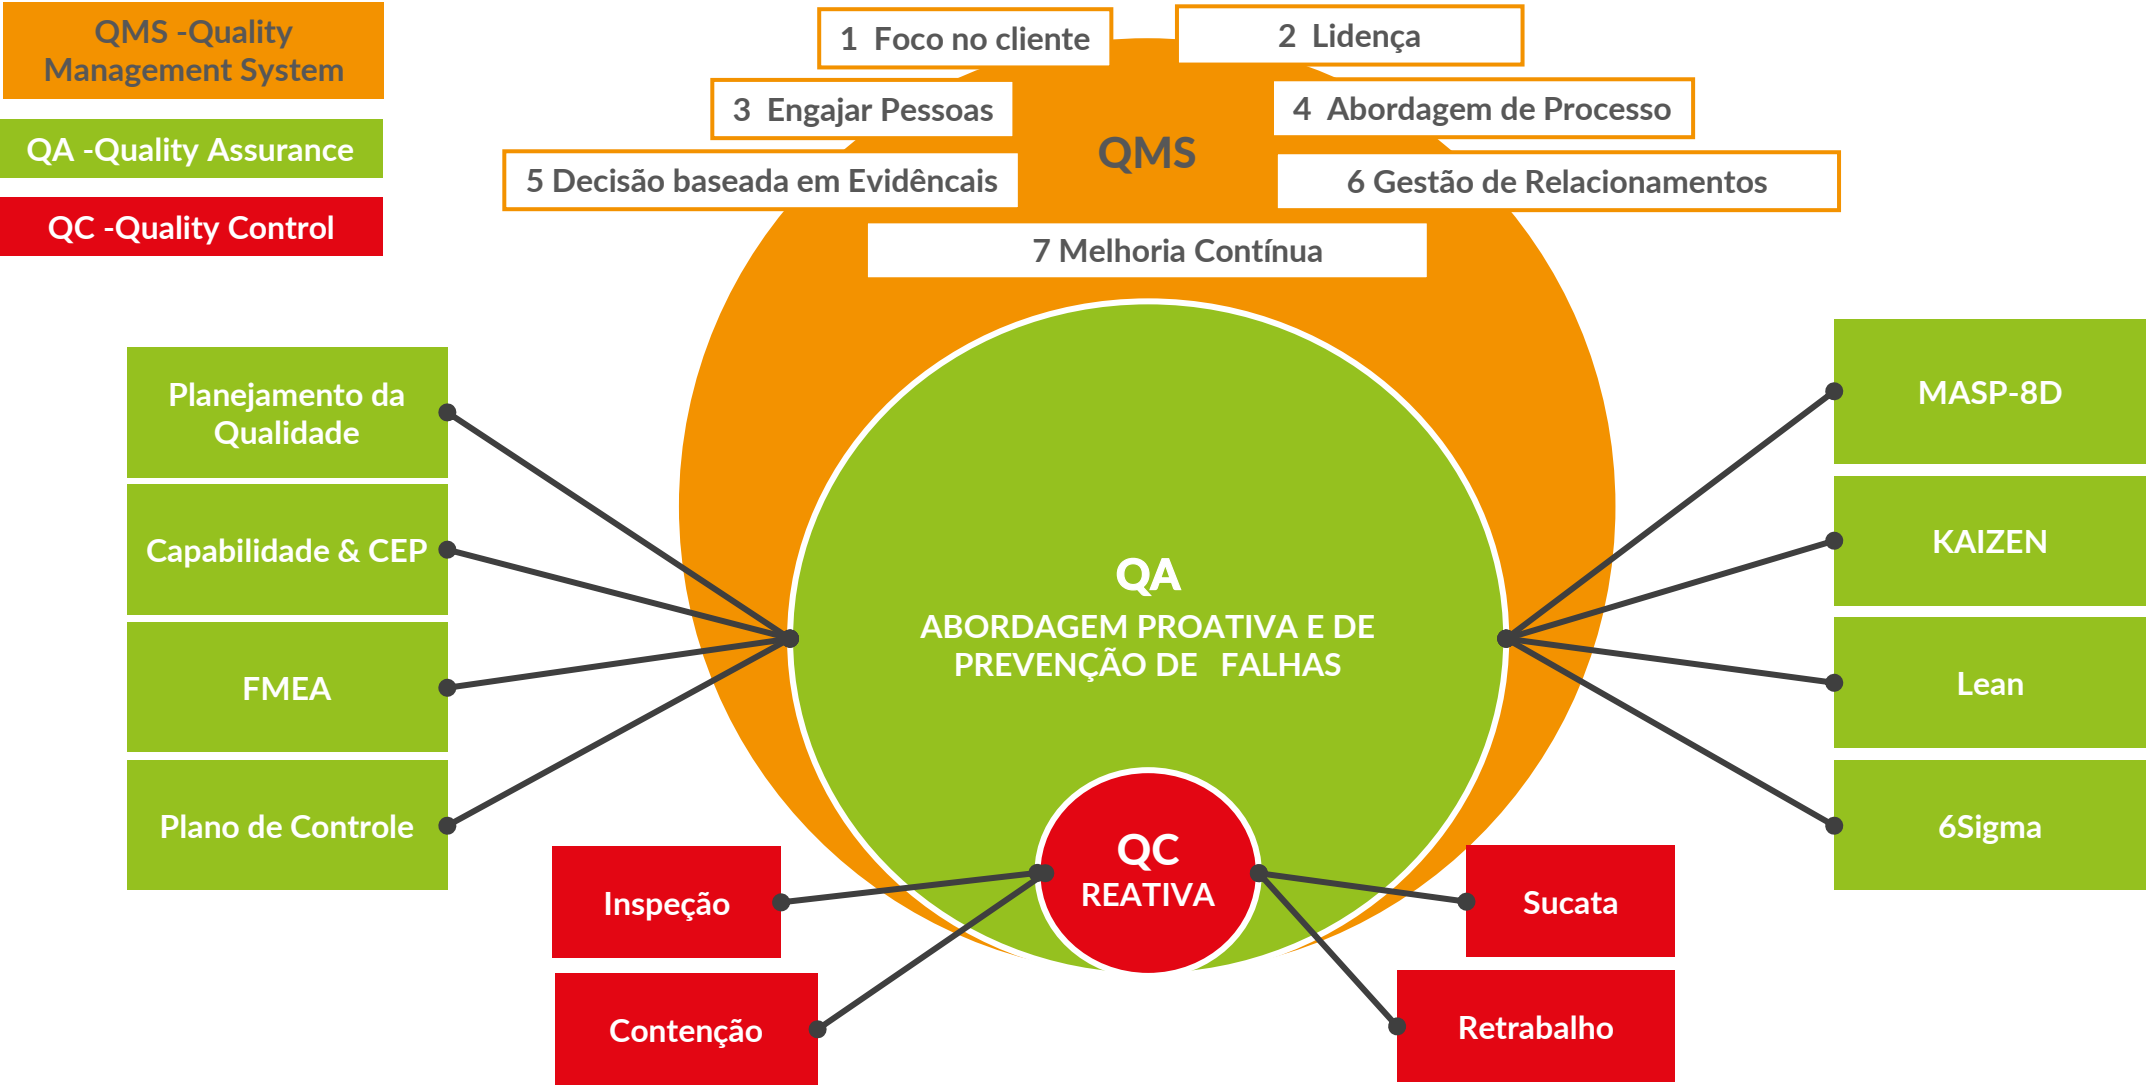 QMS -Quality
Management System
QA -Quality Assurance
QC -Quality Control
1 Foco no cliente
2 Lidença
3 Engajar Pessoas
4 Abordagem de Processo
QMS
5 Decisão baseada em Evidêncais
6 Gestão de Relacionamentos
7 Melhoria Contínua
Planejamento da
Qualidade
Capabilidade & CEP
FMEA
Plano de Controle
QA
ABORDAGEM PROATIVA E DE
PREVENÇÃO DE FALHAS
MASP-8D
KAIZEN
Lean
6Sigma
QC
REATIVA
Inspeção
Contenção
Sucata
Retrabalho